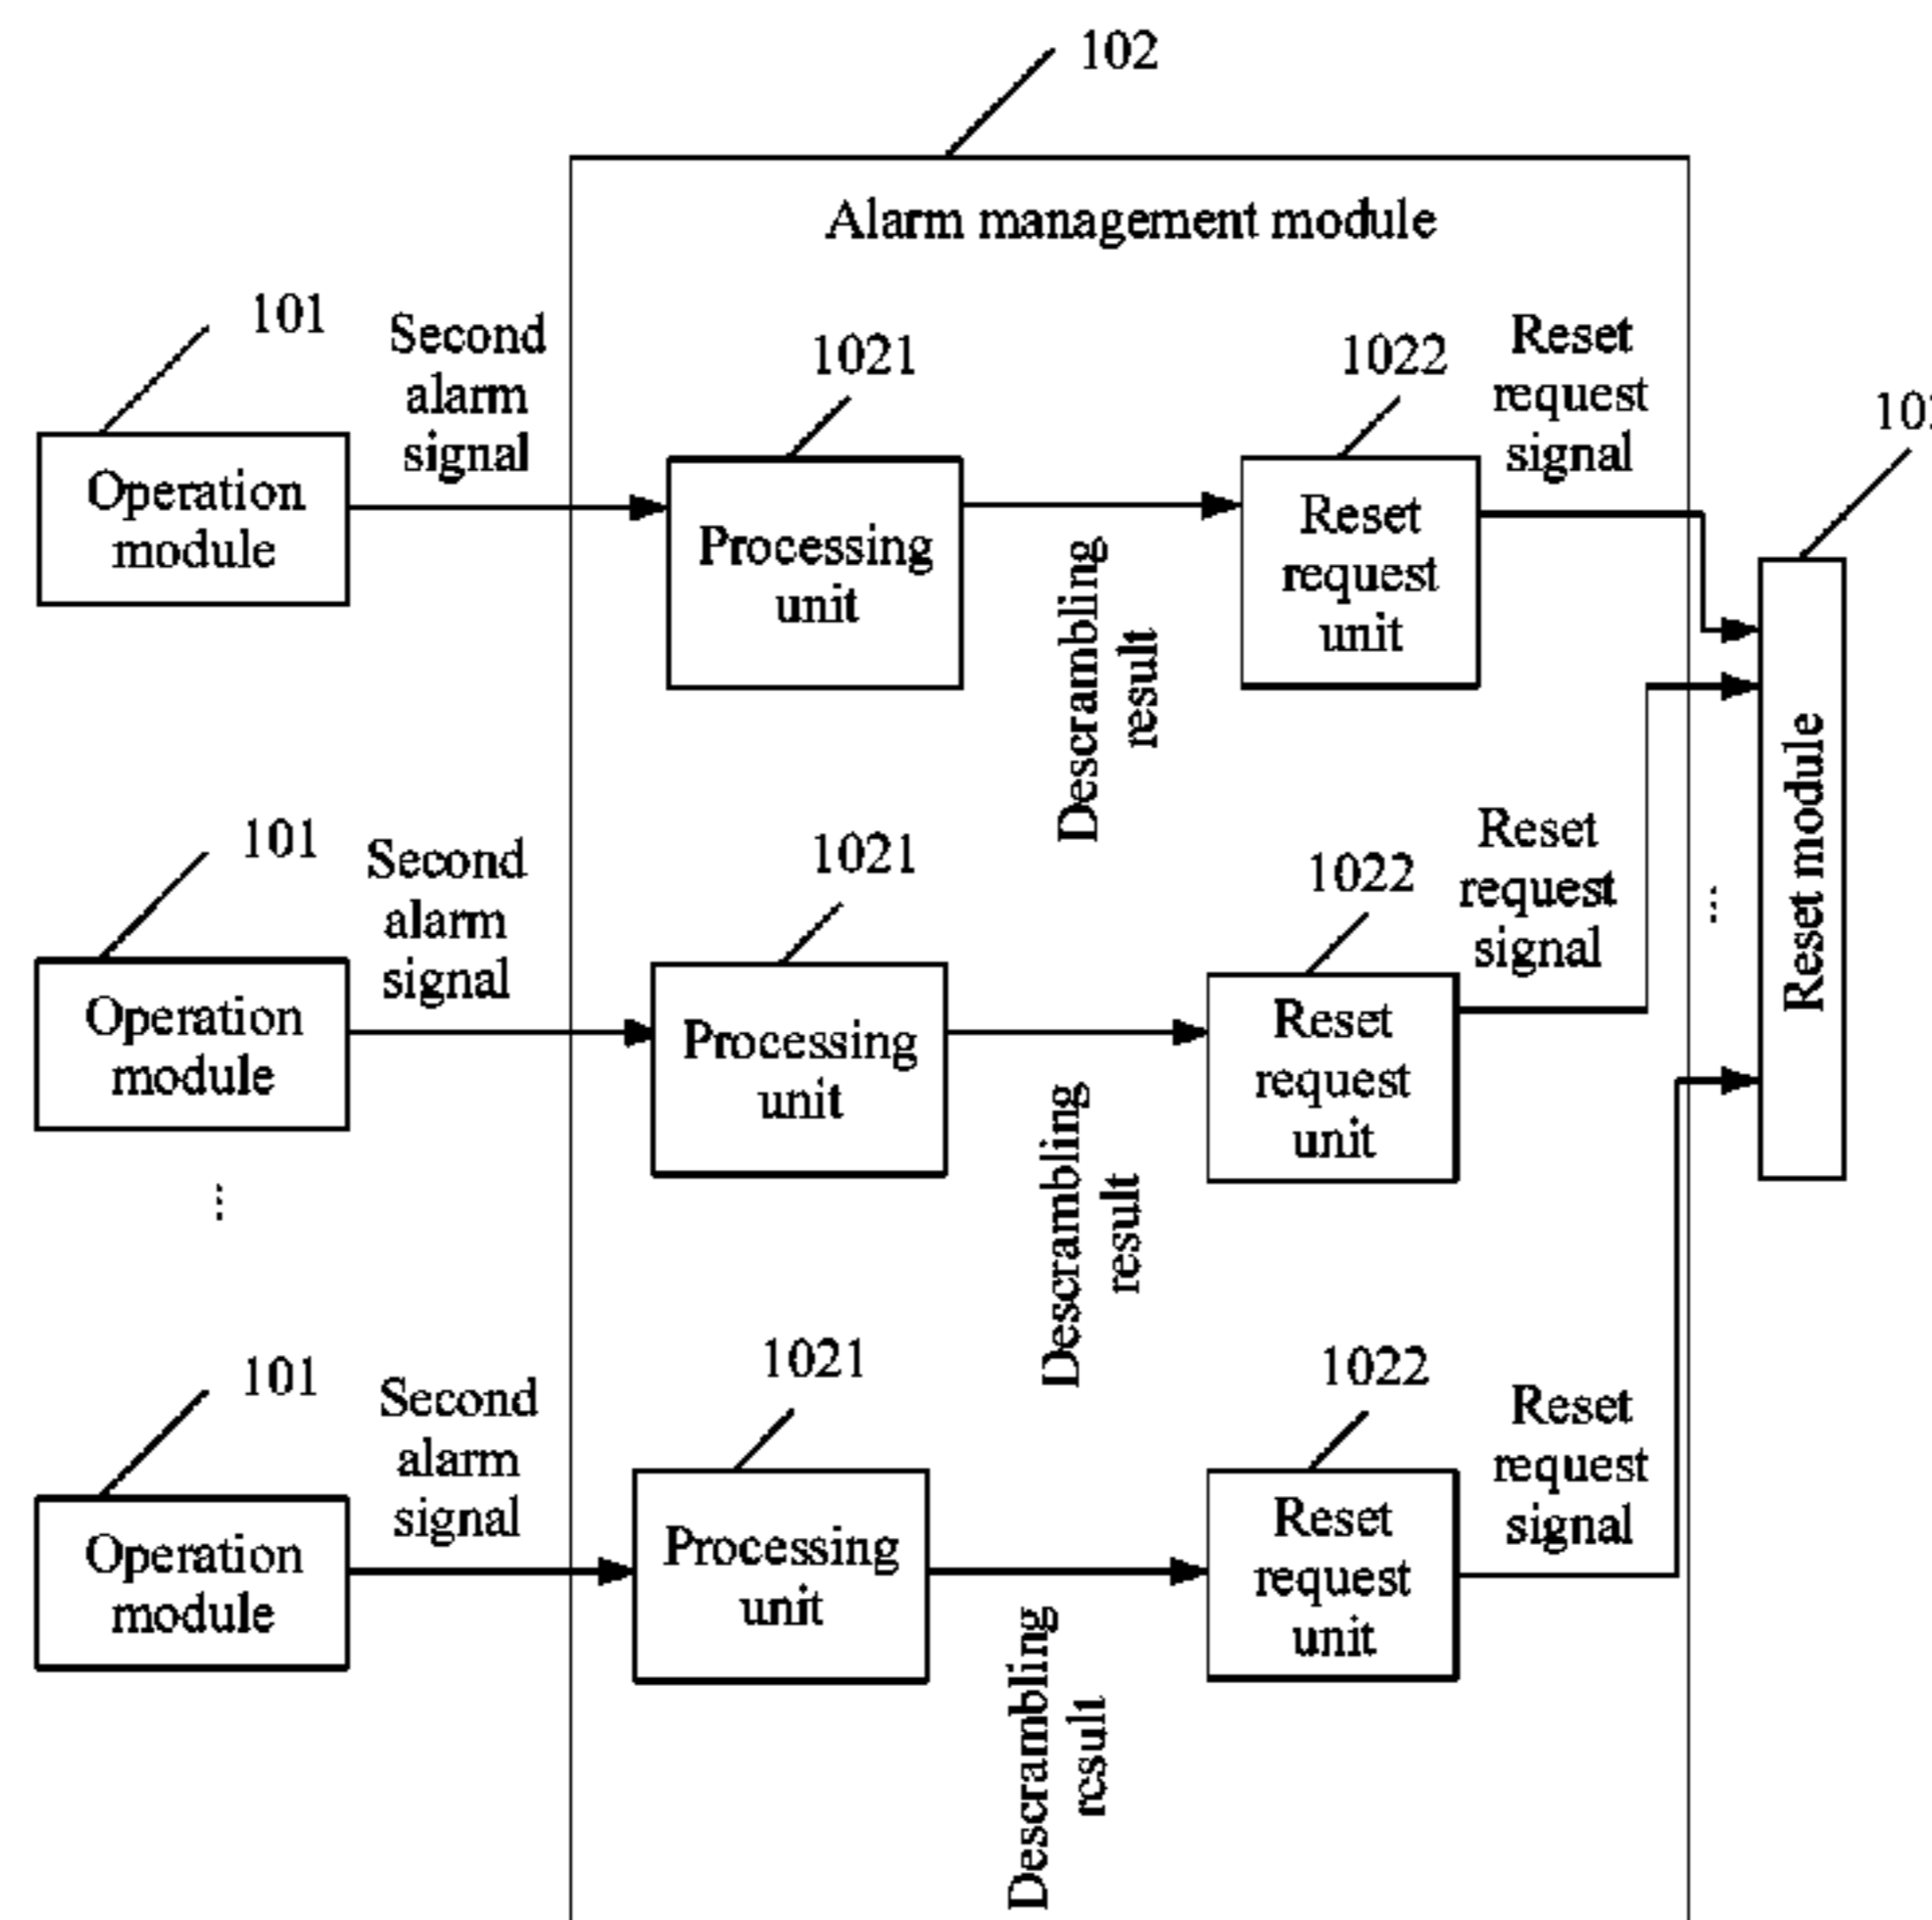 102
Alarm management module
101
Second
alarm
signal
1021
1022
Reset
request
signal
Operation
module
Processing
unit
Descrambling
result
Reset
request
unit
Reset module
101
Second
alarm
signal
1021
1022
Reset
request
signal
...
Operation
module
Processing
unit
Descrambling
result
Reset
request
unit
...
101
Second
alarm
signal
1021
1022
Reset
request
signal
Operation
module
Processing
unit
Descrambling
result
Reset
request
unit